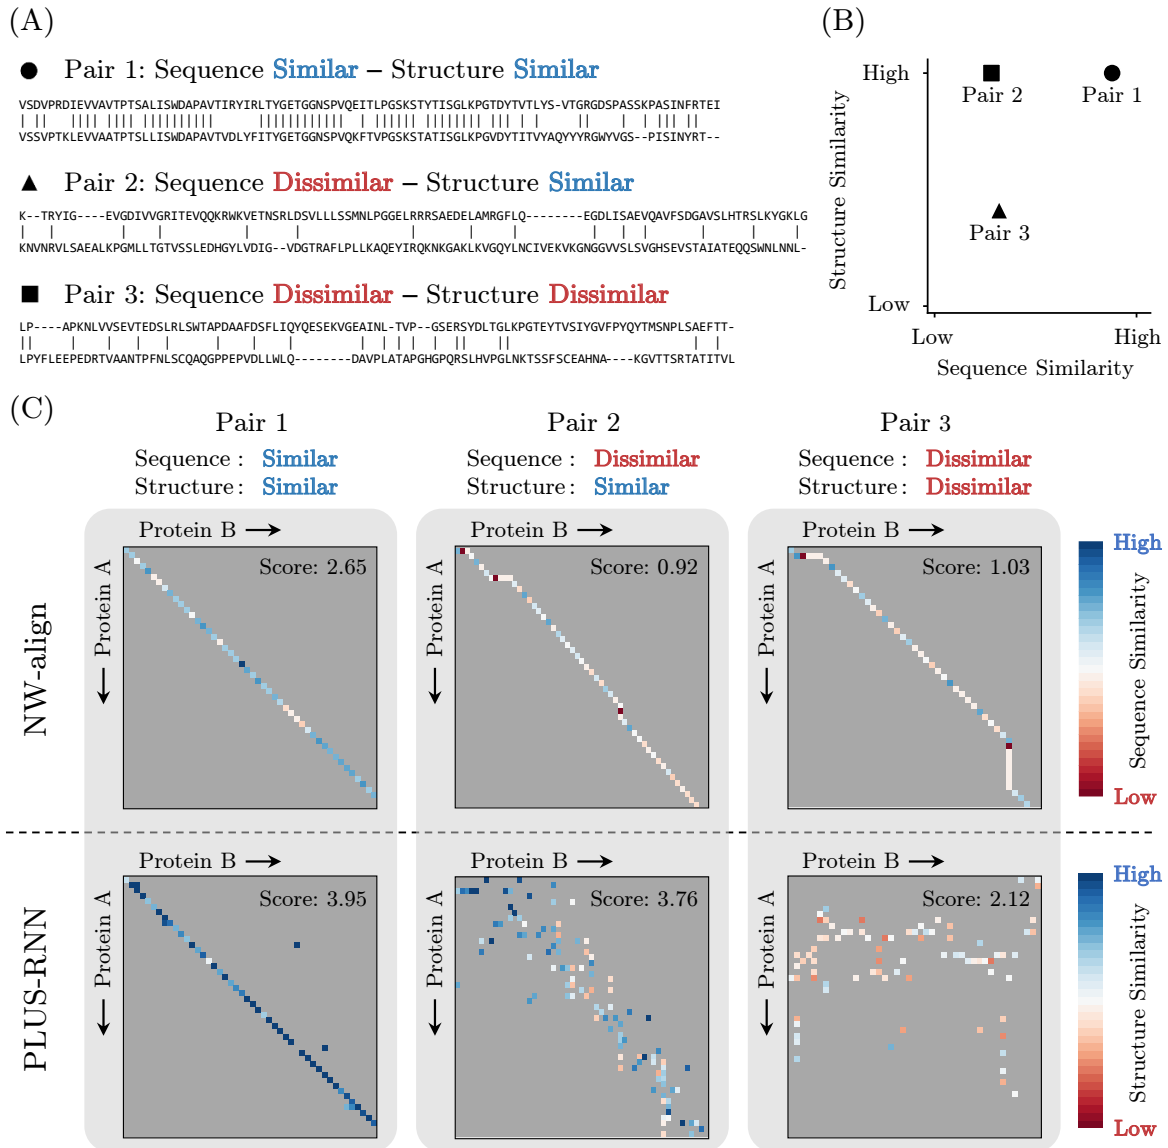 (A)
Pair 1: Sequence Similar – Structure Similar
VSDVPRDIEVVAVTPTSALISWDAPAVTIRYIRLTYGETGGNSPVQEITLPGSKSTYTISGLKPGTDYTVTLYS-VTGRGDSPASSKPASINFRTEI
VSSVPTKLEVVAATPTSLLISWDAPAVTVDLYFITYGETGGNSPVQKFTVPGSKSTATISGLKPGVDYTITVYAQYYYRGWYVGS--PISINYRT--
Pair 2: Sequence Dissimilar – Structure Similar
K--TRYIG----EVGDIVVGRITEVQQKRWKVETNSRLDSVLLLSSMNLPGGELRRRSAEDELAMRGFLQ--------EGDLISAEVQAVFSDGAVSLHTRSLKYGKLG
KNVNRVLSAEALKPGMLLTGTVSSLEDHGYLVDIG--VDGTRAFLPLLKAQEYIRQKNKGAKLKVGQYLNCIVEKVKGNGGVVSLSVGHSEVSTAIATEQQSWNLNNL-
Pair 3: Sequence Dissimilar – Structure Dissimilar
LP----APKNLVVSEVTEDSLRLSWTAPDAAFDSFLIQYQESEKVGEAINL-TVP--GSERSYDLTGLKPGTEYTVSIYGVFPYQYTMSNPLSAEFTT-
LPYFLEEPEDRTVAANTPFNLSCQAQGPPEPVDLLWLQ--------DAVPLATAPGHGPQRSLHVPGLNKTSSFSCEAHNA----KGVTTSRTATITVL
(B)
Structure Similarity
High
Pair 2
Pair 1
Pair 3
Low
Low
High
Sequence Similarity
(C)
Pair 1
Pair 2
Pair 3
Sequence : Similar
Structure : Similar
Sequence : Dissimilar
Structure : Similar
Sequence : Dissimilar
Structure : Dissimilar
NW-align
Protein B
Protein A
Score: 2.65
Protein B
Protein A
Score: 0.92
Protein B
Protein A
Score: 1.03
High
Sequence Similarity
Low
PLUS-RNN
Protein B
Protein A
Score: 3.95
Protein B
Protein A
Score: 3.76
Protein B
Protein A
Score: 2.12
High
Structure Similarity
Low